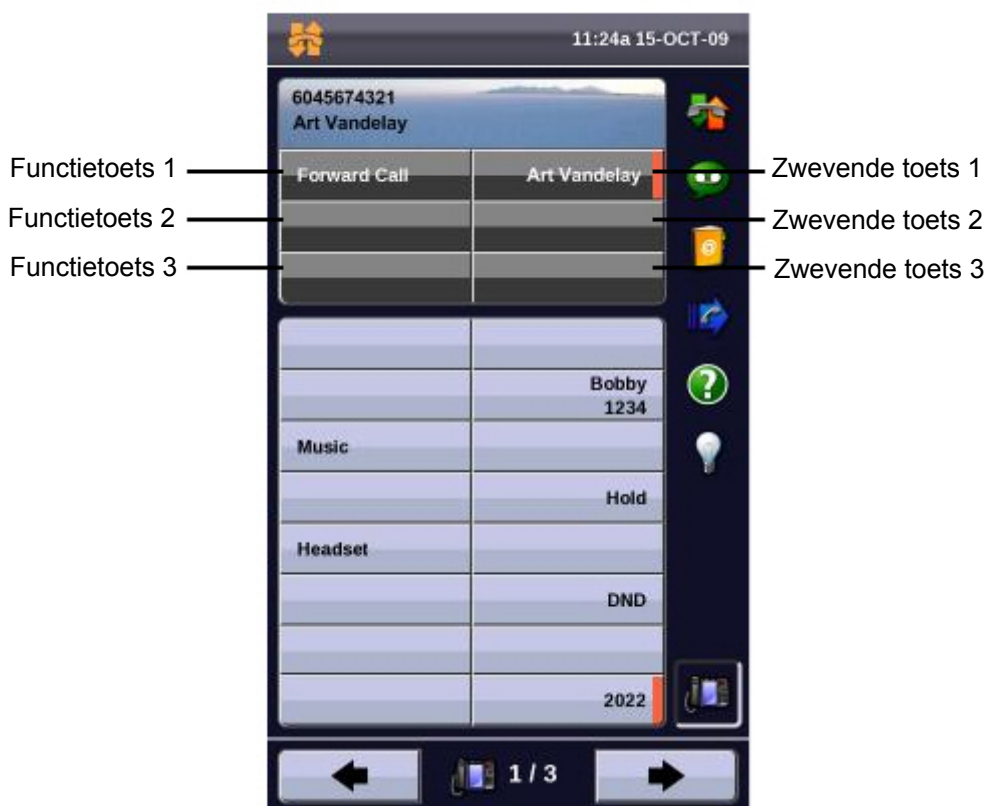 11:24a 15-OCT-09
6045674321
Art Vandelay
Functietoets 1
Forward Call
Art Vandelay
Zwevende toets 1
Functietoets 2
Zwevende toets 2
Functietoets 3
Zwevende toets 3
Bobby
1234
Music
Hold
Headset
DND
2022
1 / 3